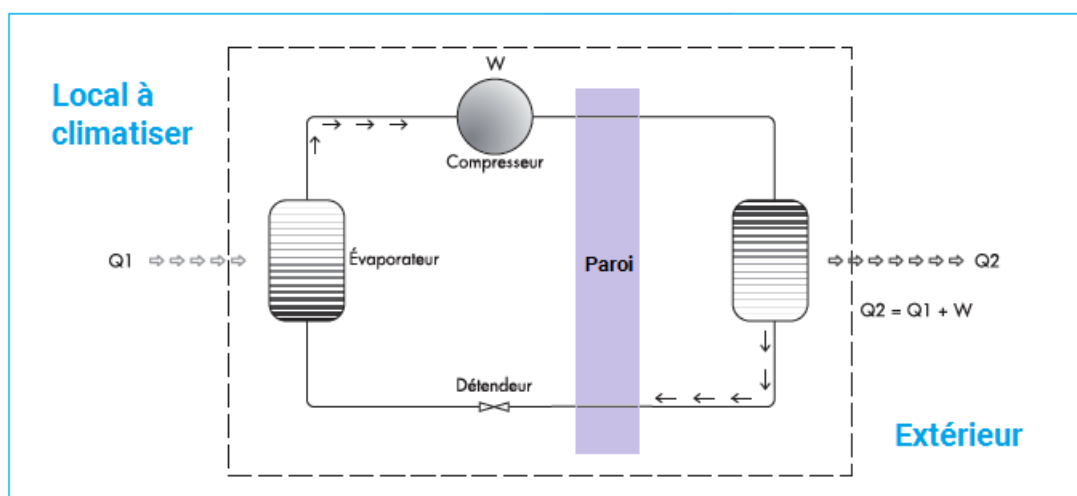 W
Local à
climatiser
Compresseur
Q1
Évaporateur
Paroi
Q2
Q2 = Q1 + W
Détendeur
Extérieur